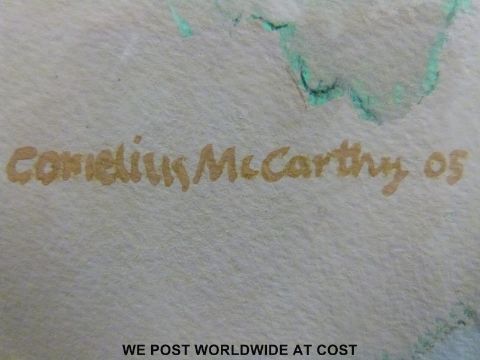 Cornelius McCarthy 05
WE POST WORLDWIDE AT COST